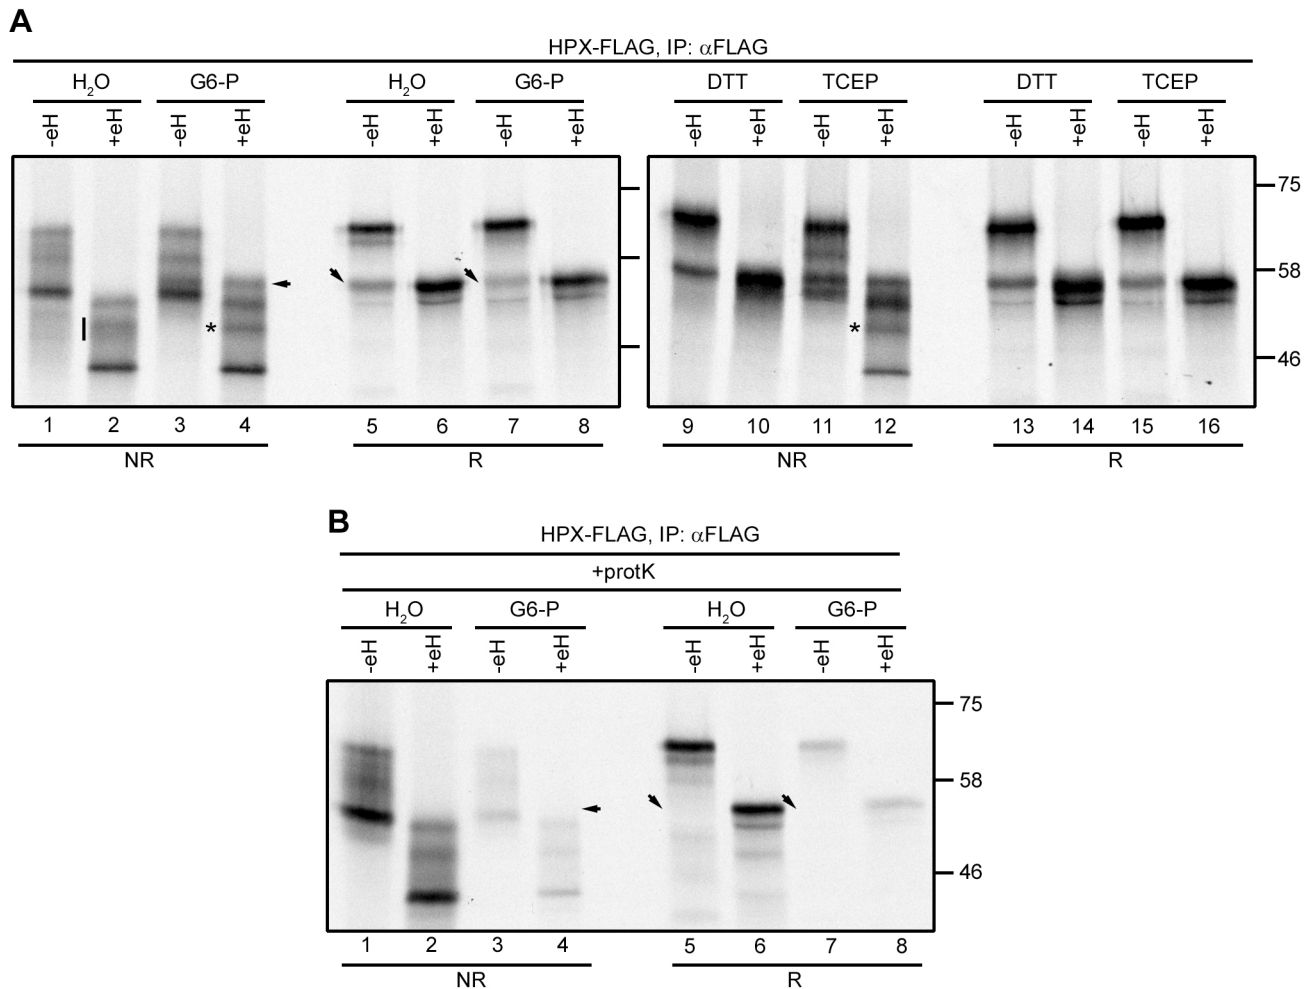 A
HPX-FLAG, IP: αFLAG
H₂O G6-P H₂O G6-P DTT TCEP DTT TCEP
-eH +eH -eH +eH -eH +eH -eH +eH -eH +eH -eH +eH -eH +eH -eH +eH
75
58
* *
46
1 2 3 4 5 6 7 8 9 10 11 12 13 14 15 16
NR R NR R
B
HPX-FLAG, IP: αFLAG
+protK
H₂O G6-P H₂O G6-P
-eH +eH -eH +eH -eH +eH -eH +eH
75
58
46
1 2 3 4 5 6 7 8
NR R